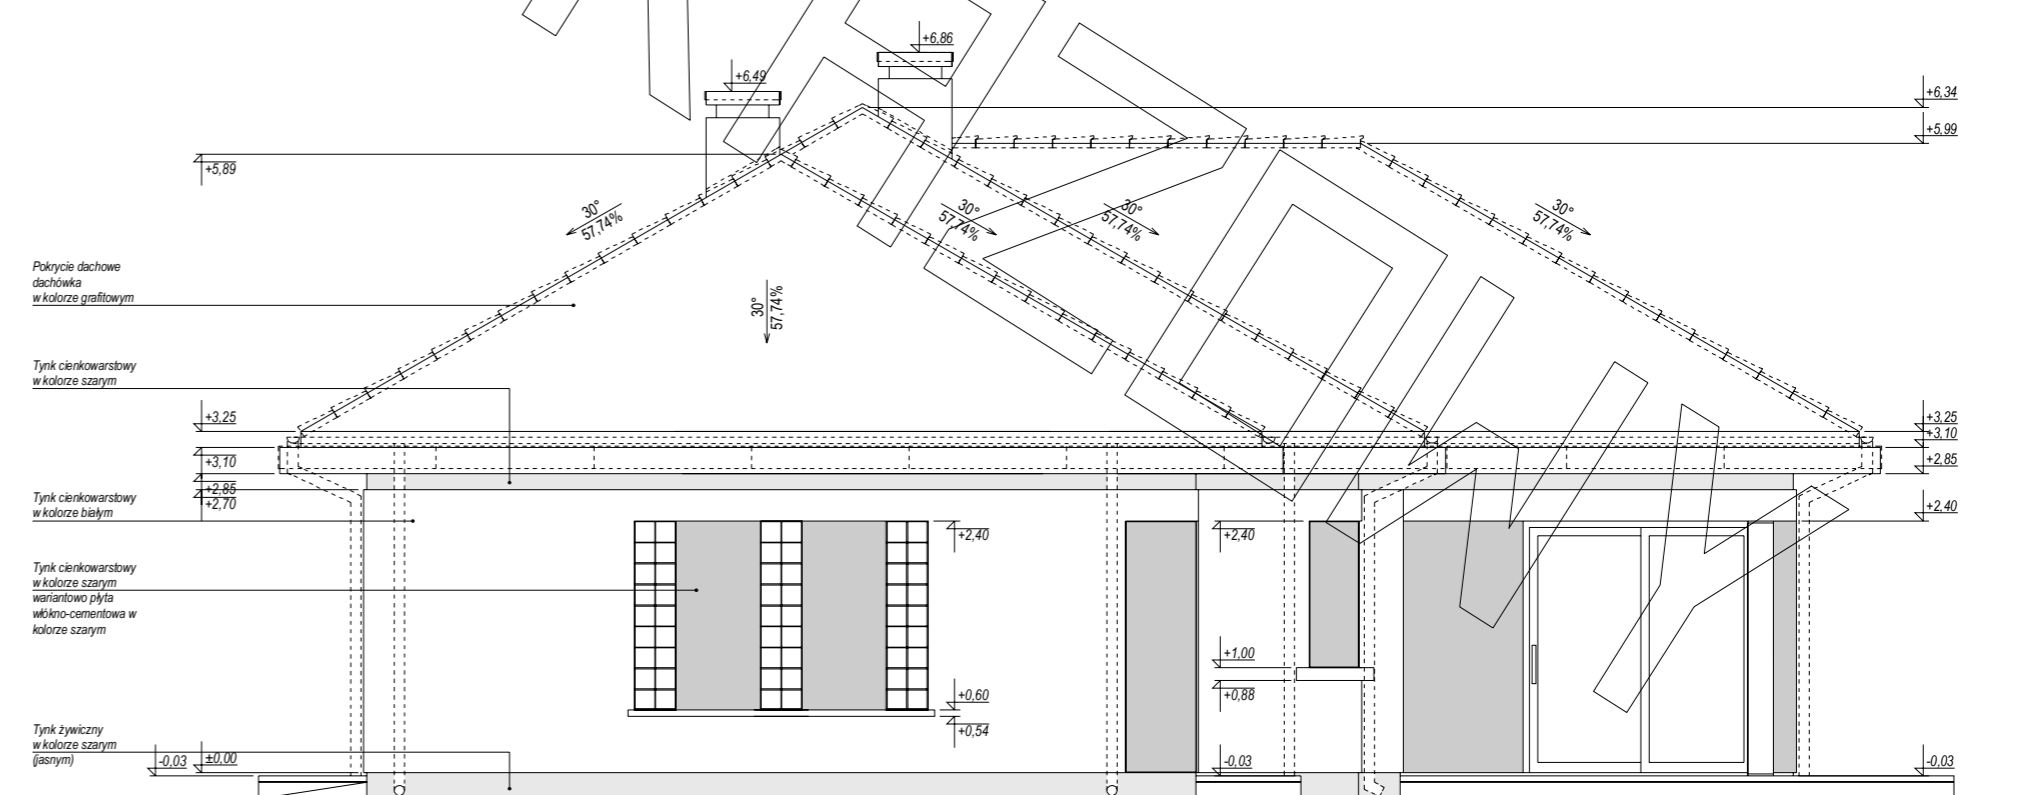 +6,86
+6,49
+6,34
+5,99
+5,89
30°
57,74%
30°
57,74%
30°
57,74%
30°
57,74%
30°
57,74%
Pokrycie dachowe
dachówka
w kolorze grafitowym
Tynk cienkowarstowy
w kolorze szarym
+3,25
+3,10
+2,85
+2,70
+3,25
+3,10
+2,85
+2,40
Tynk cienkowarstowy
w kolorze białym
+2,40
+2,40
Tynk cienkowarstowy
w kolorze szarym
wariantowo płyta
włókno-cementowa w
kolorze szarym
+1,00
+0,88
+0,60
+0,54
Tynk żywiczny
w kolorze szarym
(jasnym)
-0,03
±0,00
-0,03
-0,03